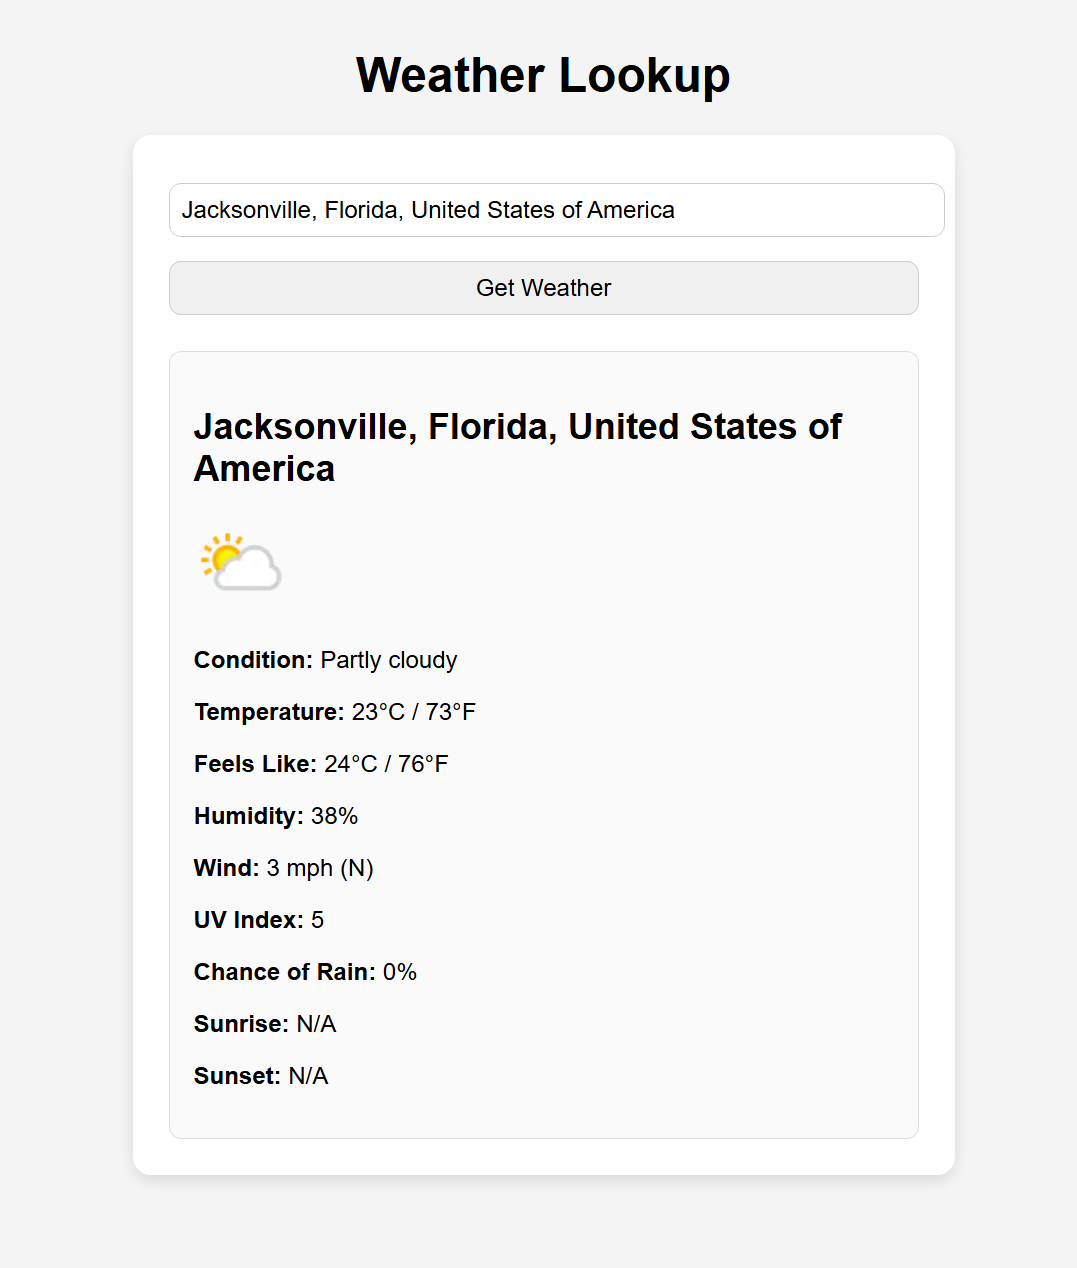 Weather Lookup
Jacksonville, Florida, United States of America
Get Weather
Jacksonville, Florida, United States of
America
Condition: Partly cloudy
Temperature: 23°C / 73°F
Feels Like: 24°C / 76°F
Humidity: 38%
Wind: 3 mph (N)
UV Index: 5
Chance of Rain: 0%
Sunrise: N/A
Sunset: N/A